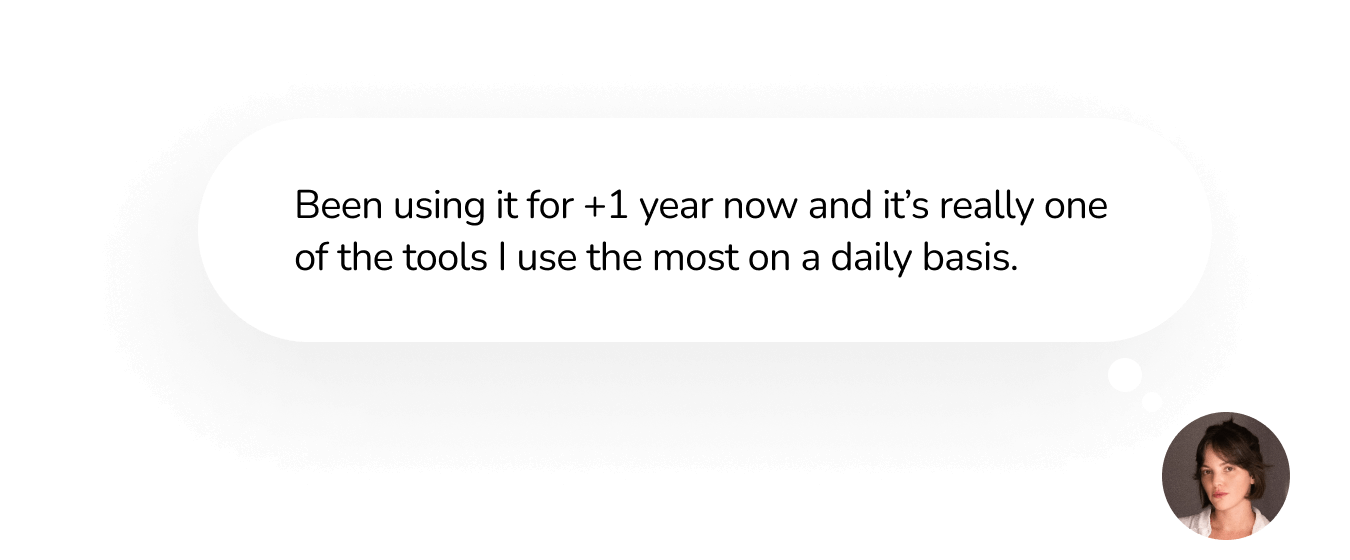 Been using it for +1 year now and it’s really one
of the tools I use the most on a daily basis.